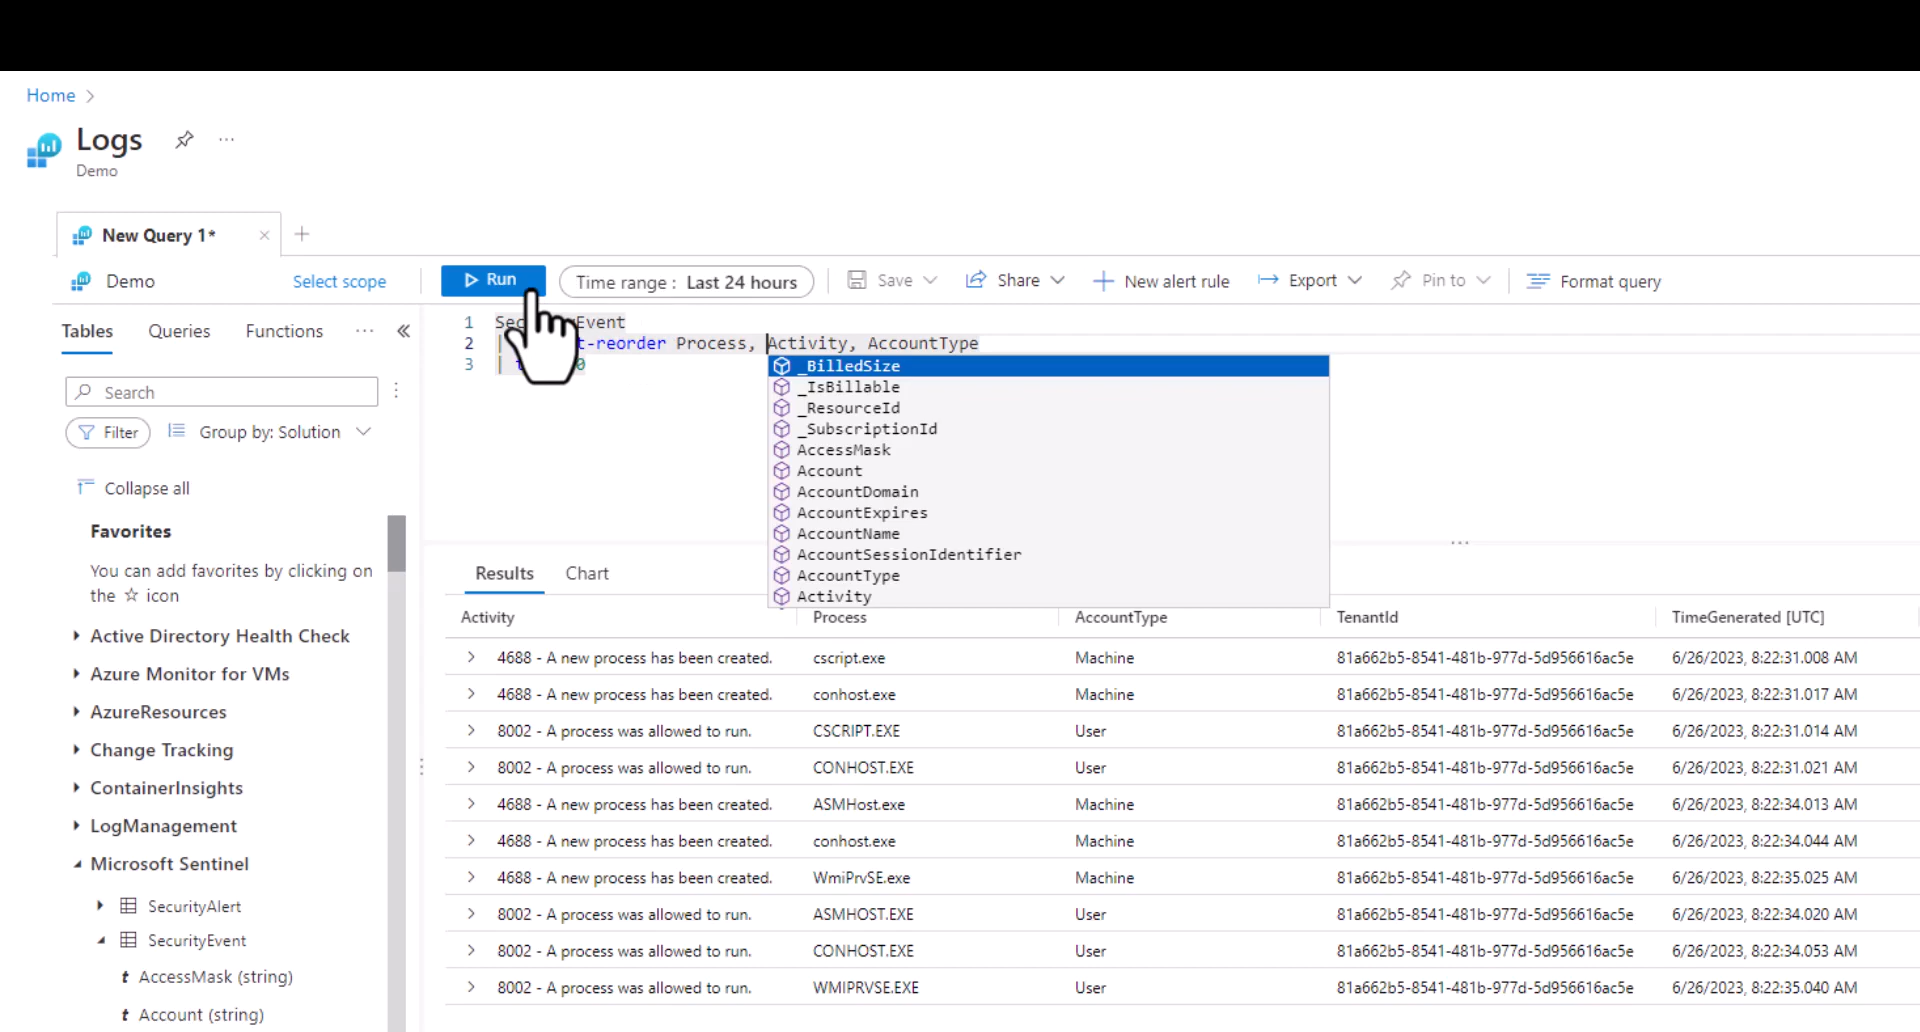 Home
Logs
Demo
New Query 1*
Demo
Select scope
Run
Time range : Last 24 hours
Save
Share
New alert rule
Export
Pin to
Format query
Tables
Queries
Functions
Search
Filter
Group by: Solution
Collapse all
Favorites
You can add favorites by clicking on
the ☆ icon
Active Directory Health Check
Azure Monitor for VMs
AzureResources
Change Tracking
ContainerInsights
LogManagement
Microsoft Sentinel
SecurityAlert
SecurityEvent
t AccessMask (string)
t Account (string)
1 Sec Event
2 | t-reorder Process, Activity, AccountType
3 | t 0
_BilledSize
_IsBillable
_ResourceId
_SubscriptionId
AccessMask
Account
AccountDomain
AccountExpires
AccountName
AccountSessionIdentifier
AccountType
Activity
Results
Chart
Activity Process AccountType TenantId TimeGenerated [UTC]
4688 - A new process has been created. cscript.exe Machine 81a662b5-8541-481b-977d-5d956616ac5e 6/26/2023, 8:22:31.008 AM
4688 - A new process has been created. conhost.exe Machine 81a662b5-8541-481b-977d-5d956616ac5e 6/26/2023, 8:22:31.017 AM
8002 - A process was allowed to run. CSCRIPT.EXE User 81a662b5-8541-481b-977d-5d956616ac5e 6/26/2023, 8:22:31.014 AM
8002 - A process was allowed to run. CONHOST.EXE User 81a662b5-8541-481b-977d-5d956616ac5e 6/26/2023, 8:22:31.021 AM
4688 - A new process has been created. ASMHost.exe Machine 81a662b5-8541-481b-977d-5d956616ac5e 6/26/2023, 8:22:34.013 AM
4688 - A new process has been created. conhost.exe Machine 81a662b5-8541-481b-977d-5d956616ac5e 6/26/2023, 8:22:34.044 AM
4688 - A new process has been created. WmiPrvSE.exe Machine 81a662b5-8541-481b-977d-5d956616ac5e 6/26/2023, 8:22:35.025 AM
8002 - A process was allowed to run. ASMHOST.EXE User 81a662b5-8541-481b-977d-5d956616ac5e 6/26/2023, 8:22:34.020 AM
8002 - A process was allowed to run. CONHOST.EXE User 81a662b5-8541-481b-977d-5d956616ac5e 6/26/2023, 8:22:34.053 AM
8002 - A process was allowed to run. WMIPRVSE.EXE User 81a662b5-8541-481b-977d-5d956616ac5e 6/26/2023, 8:22:35.040 AM